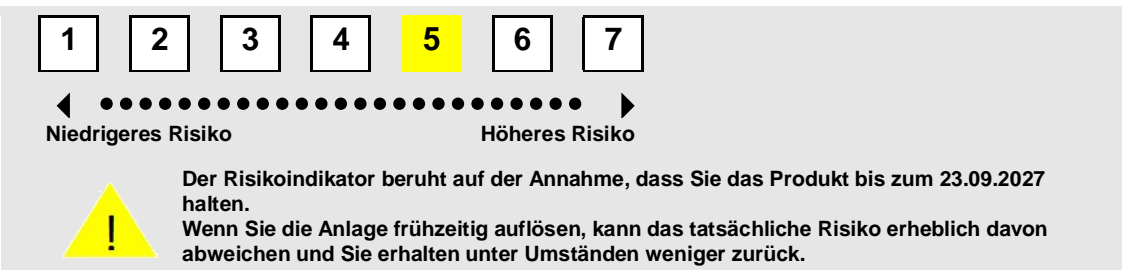 1 2 3 4 5 6 7
Niedrigeres Risiko Höheres Risiko
Der Risikoindikator beruht auf der Annahme, dass Sie das Produkt bis zum 23.09.2027
halten.
Wenn Sie die Anlage frühzeitig auflösen, kann das tatsächliche Risiko erheblich davon
abweichen und Sie erhalten unter Umständen weniger zurück.
!